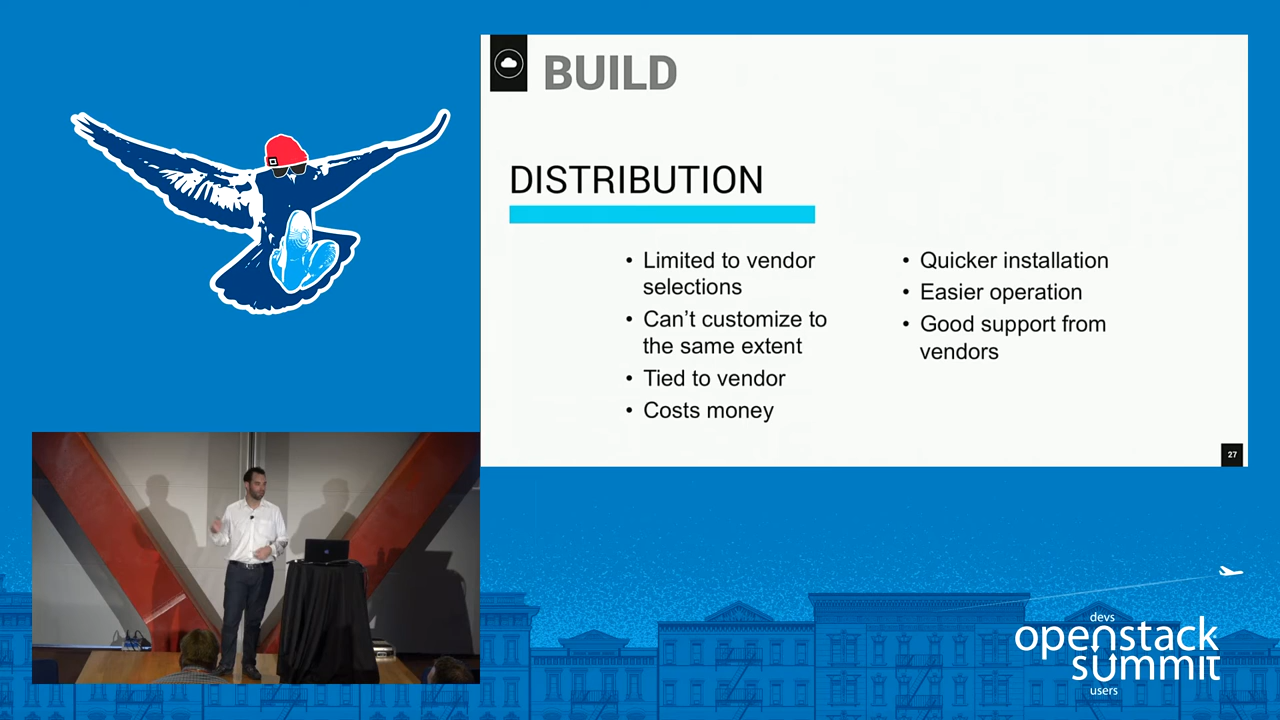 BUILD
DISTRIBUTION
• Limited to vendor
selections
• Can’t customize to
the same extent
• Tied to vendor
• Costs money
• Quicker installation
• Easier operation
• Good support from
vendors
27
devs
openstack
summit
users